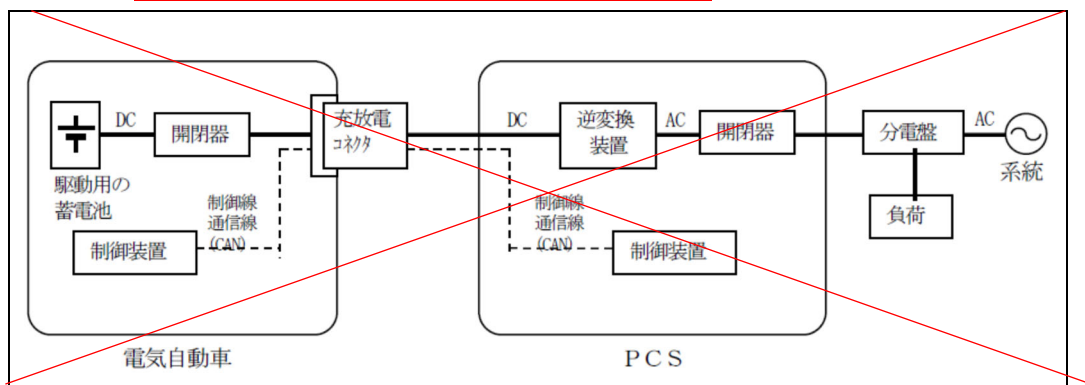 DC
開閉器
駆動用の
蓄電池
制御装置
制御線
通信線
(CAN)
充放電
コネクタ
電気自動車
DC
逆変換
装置
AC
開閉器
制御線
通信線
(CAN)
制御装置
PCS
分電盤
AC
系統
負荷